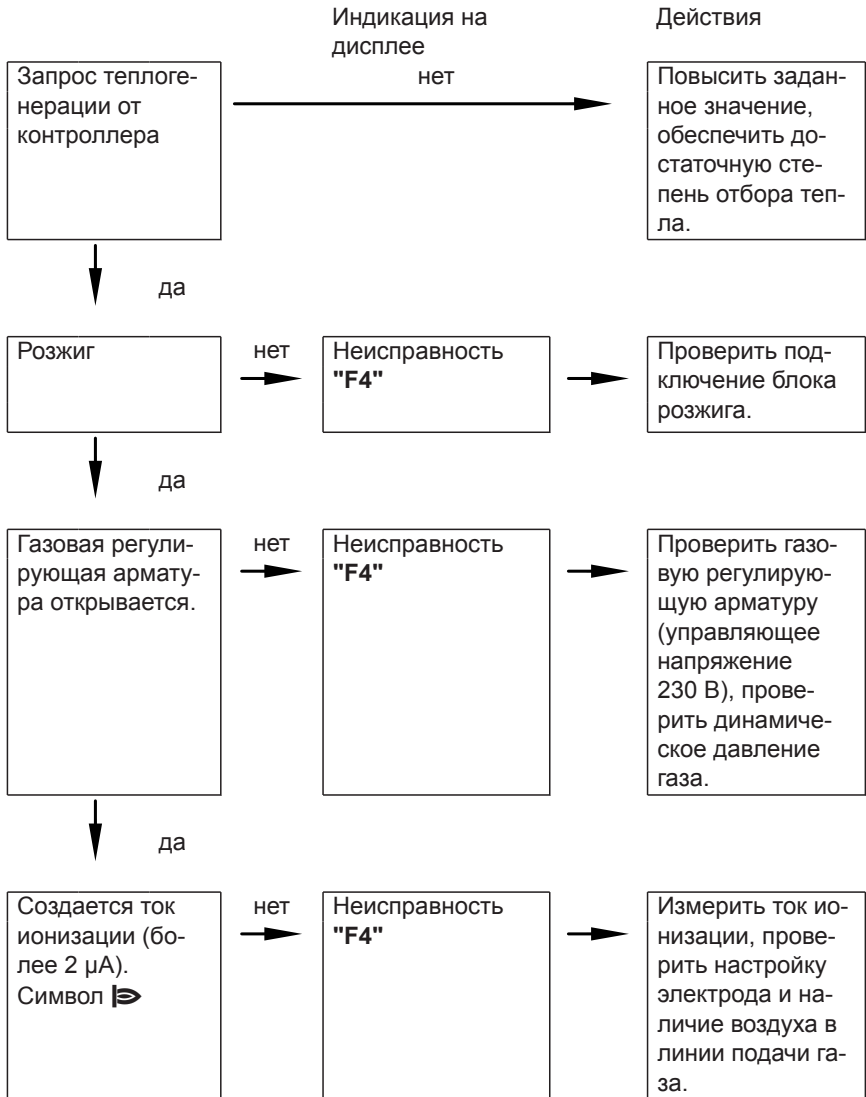 Индикация на
дисплее
Действия
Запрос теплоге-
нерации от
контроллера
нет
Повысить задан-
ное значение,
обеспечить до-
статочную сте-
пень отбора теп-
ла.
да
Розжиг
нет
Неисправность
"F4"
Проверить под-
ключение блока
розжига.
да
Газовая регули-
рующая армату-
ра открывается.
нет
Неисправность
"F4"
Проверить газо-
вую регулирую-
щую арматуру
(управляющее
напряжение
230 В), прове-
рить динамиче-
ское давление
газа.
да
Создается ток
ионизации (бо-
лее 2 μA).
Символ
нет
Неисправность
"F4"
Измерить ток ио-
низации, прове-
рить настройку
электрода и на-
личие воздуха в
линии подачи га-
за.